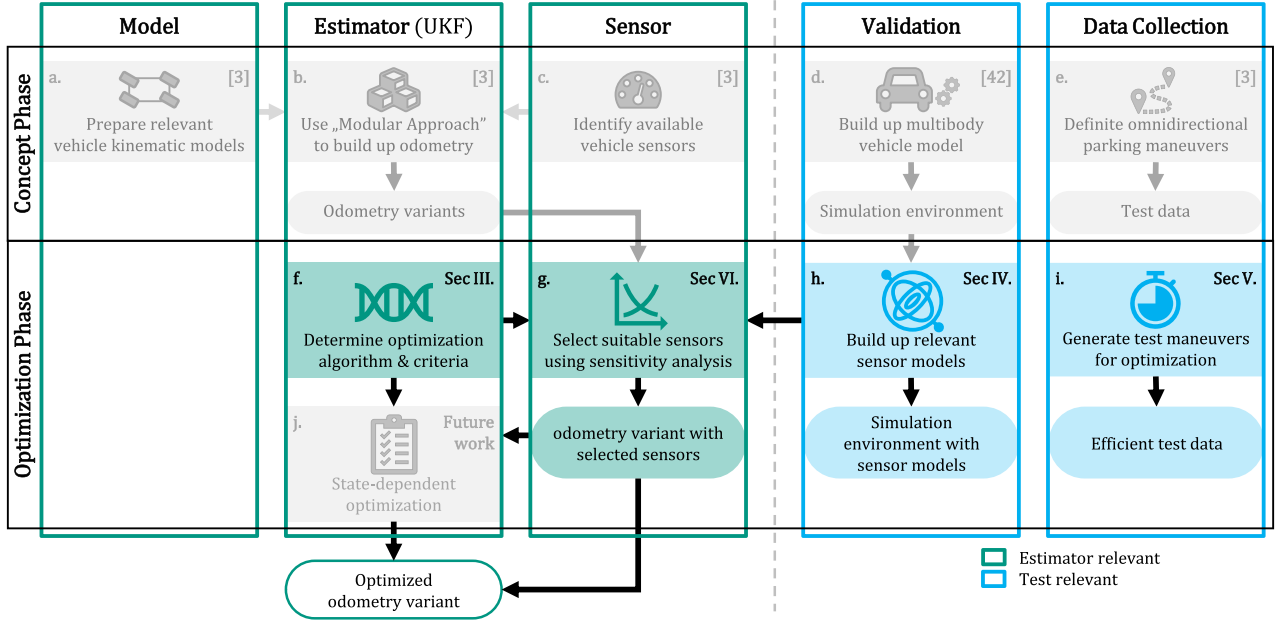 Model
Estimator (UKF)
Sensor
Validation
Data Collection
Concept Phase
a.
[3]
Prepare relevant
vehicle kinematic models
b.
[3]
Use „Modular Approach”
to build up odometry
c.
[3]
Identify available
vehicle sensors
d.
[42]
Build up multibody
vehicle model
e.
[3]
Definite omnidirectional
parking maneuvers
Odometry variants
Simulation environment
Test data
Optimization Phase
f.
Sec III.
Determine optimization
algorithm & criteria
g.
Sec VI.
Select suitable sensors
using sensitivity analysis
h.
Sec IV.
Build up relevant
sensor models
i.
Sec V.
Generate test maneuvers
for optimization
j.
Future
work
State-dependent
optimization
odometry variant with
selected sensors
Simulation
environment with
sensor models
Efficient test data
Optimized
odometry variant
Estimator relevant
Test relevant